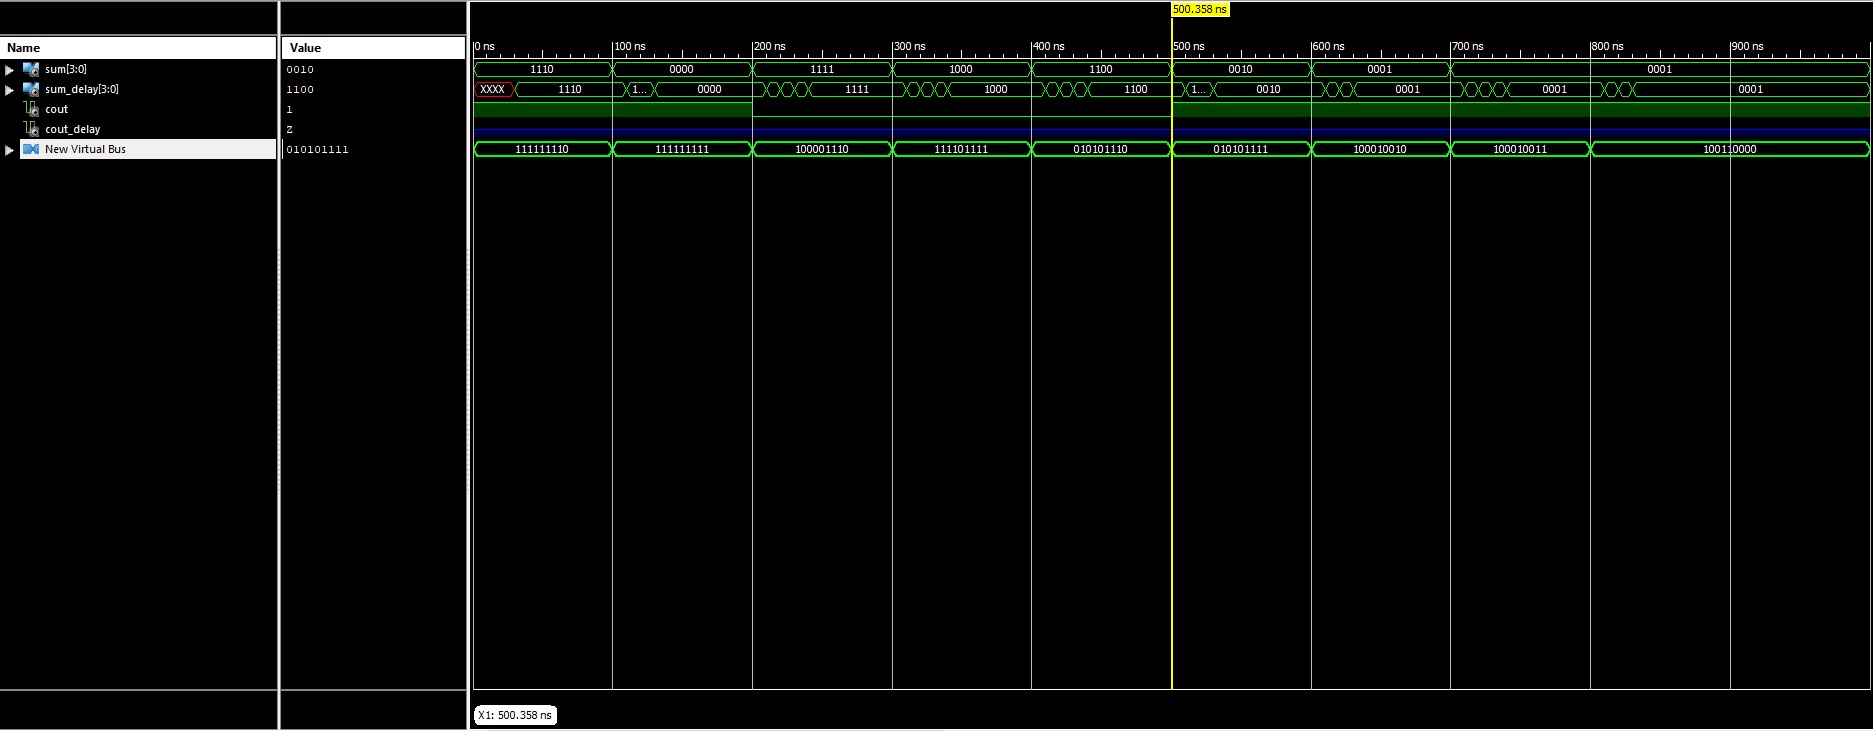 500.358 ns
Name Value
0 ns 100 ns 200 ns 300 ns 400 ns 500 ns 600 ns 700 ns 800 ns 900 ns
sum[3:0] 0010 1110 0000 1111 1000 1100 0010 0001 0001
sum_delay[3:0] 1100 XXXX 1110 1... 0000 1111 1000 1100 1... 0010 0001 0001 0001
cout 1
cout_delay Z
New Virtual Bus 010101111 111111110 111111111 100001110 111101111 010101110 010101111 100010010 100010011 100110000
X1: 500.358 ns